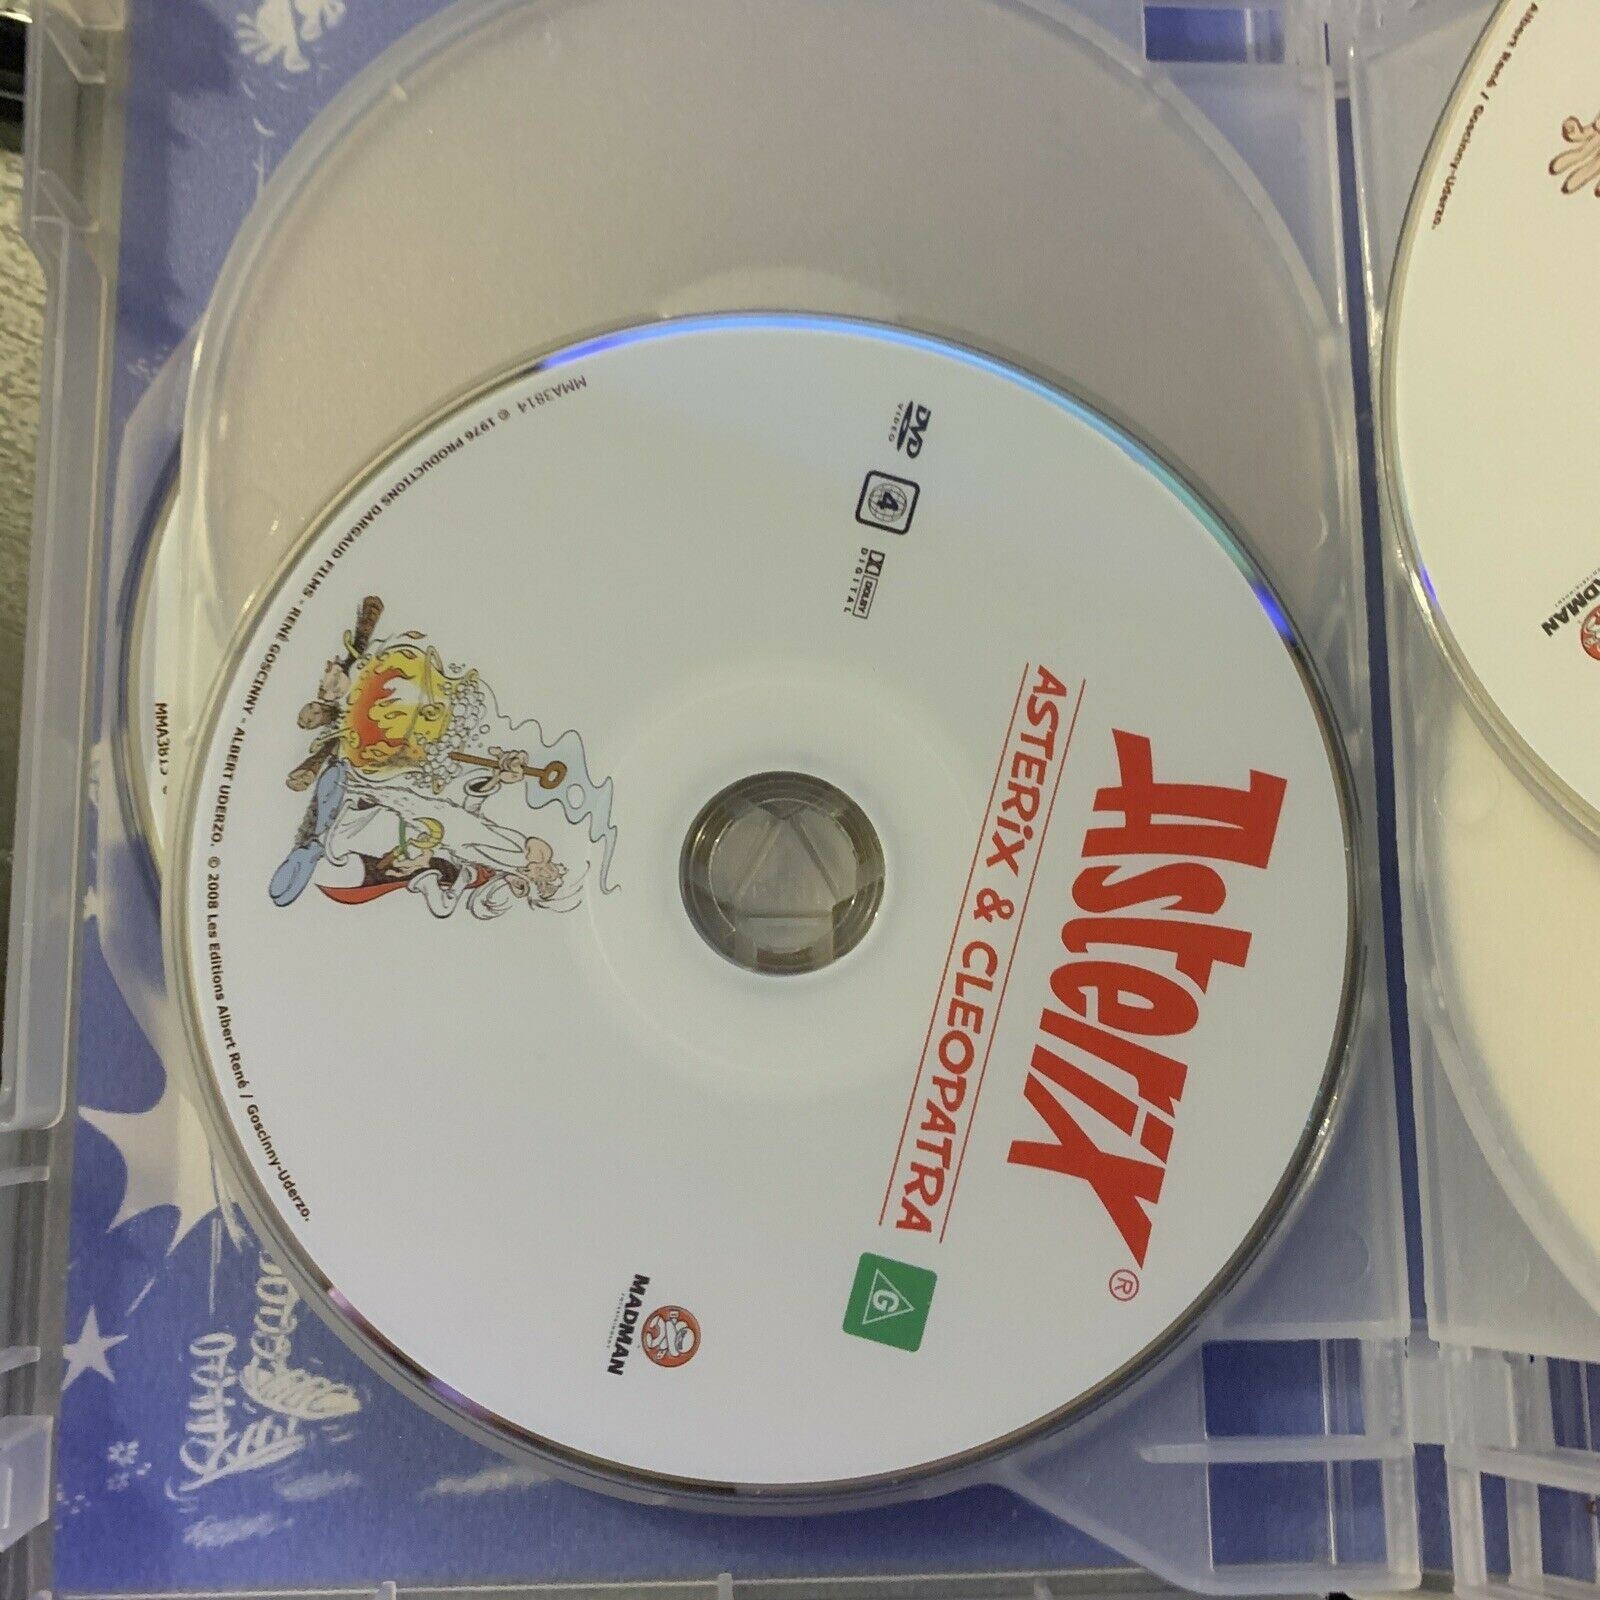 Asterix®
ASTERiX & CLEOPATRA
G
DVD
VIDEO
4
DOLBY
DIGITAL
MADMAN
ENTERTAINMENT
MMA3814 © 1976 PRODUCTIONS DARGAUD FILMS - RENÉ GOSCINNY - ALBERT UDERZO. © 2008 Les Editions Albert René / Goscinny-Uderzo.
Albert René / Goscinny-Uderzo.
MADMAN